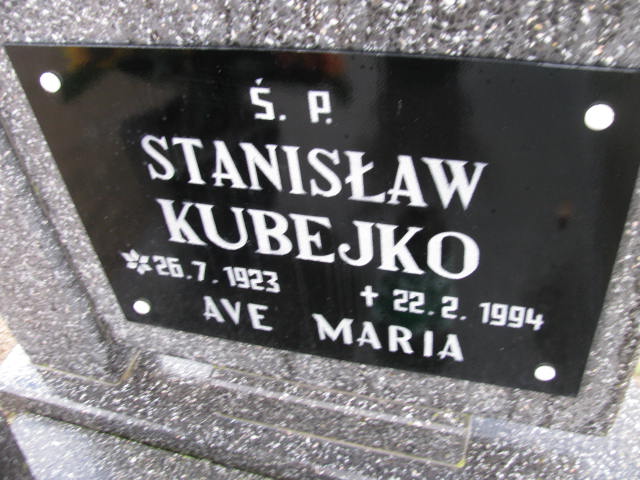 Ś. P.
STANISŁAW
KUBEJKO
26.7.1923 + 22.2.1994
AVE MARIA